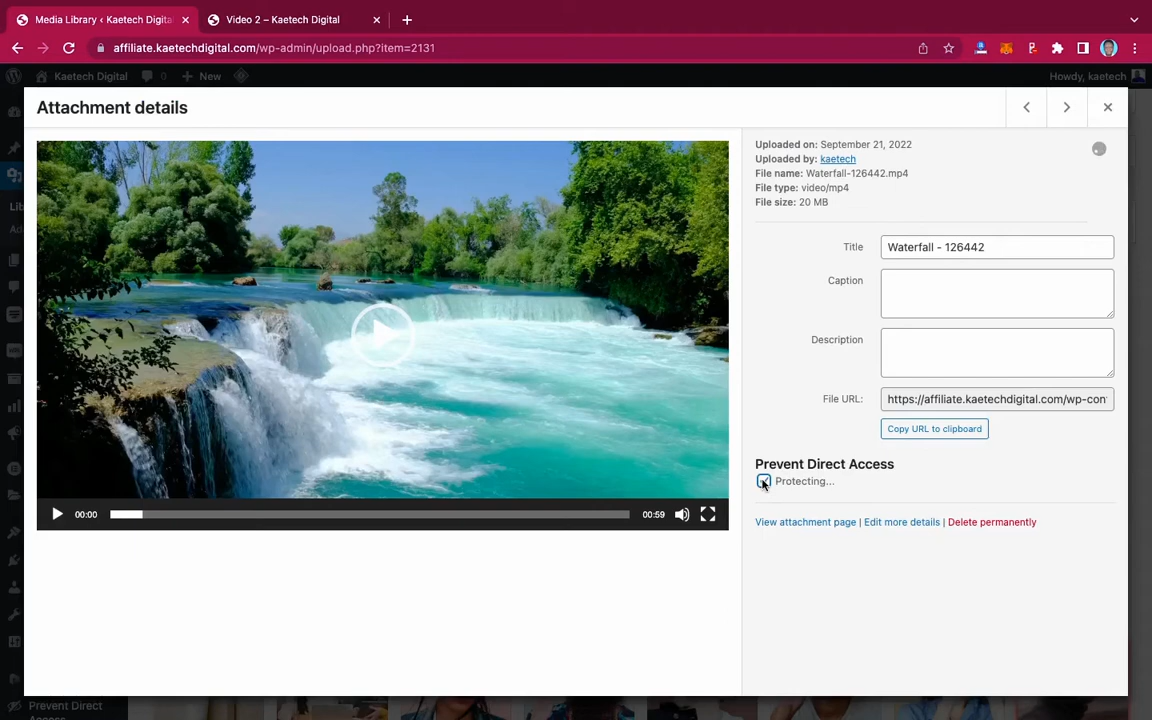 Media Library ‹ Kaetech Digital
Video 2 – Kaetech Digital
affiliate.kaetechdigital.com/wp-admin/upload.php?item=2131
Kaetech Digital
0
New
Howdy, kaetech
Attachment details
Uploaded on: September 21, 2022
Uploaded by: kaetech
File name: Waterfall-126442.mp4
File type: video/mp4
File size: 20 MB
Title
Waterfall - 126442
Caption
Description
File URL:
https://affiliate.kaetechdigital.com/wp-con
Copy URL to clipboard
Prevent Direct Access
Protecting...
View attachment page | Edit more details | Delete permanently
00:00
00:59
Lib
Prevent Direct
Access